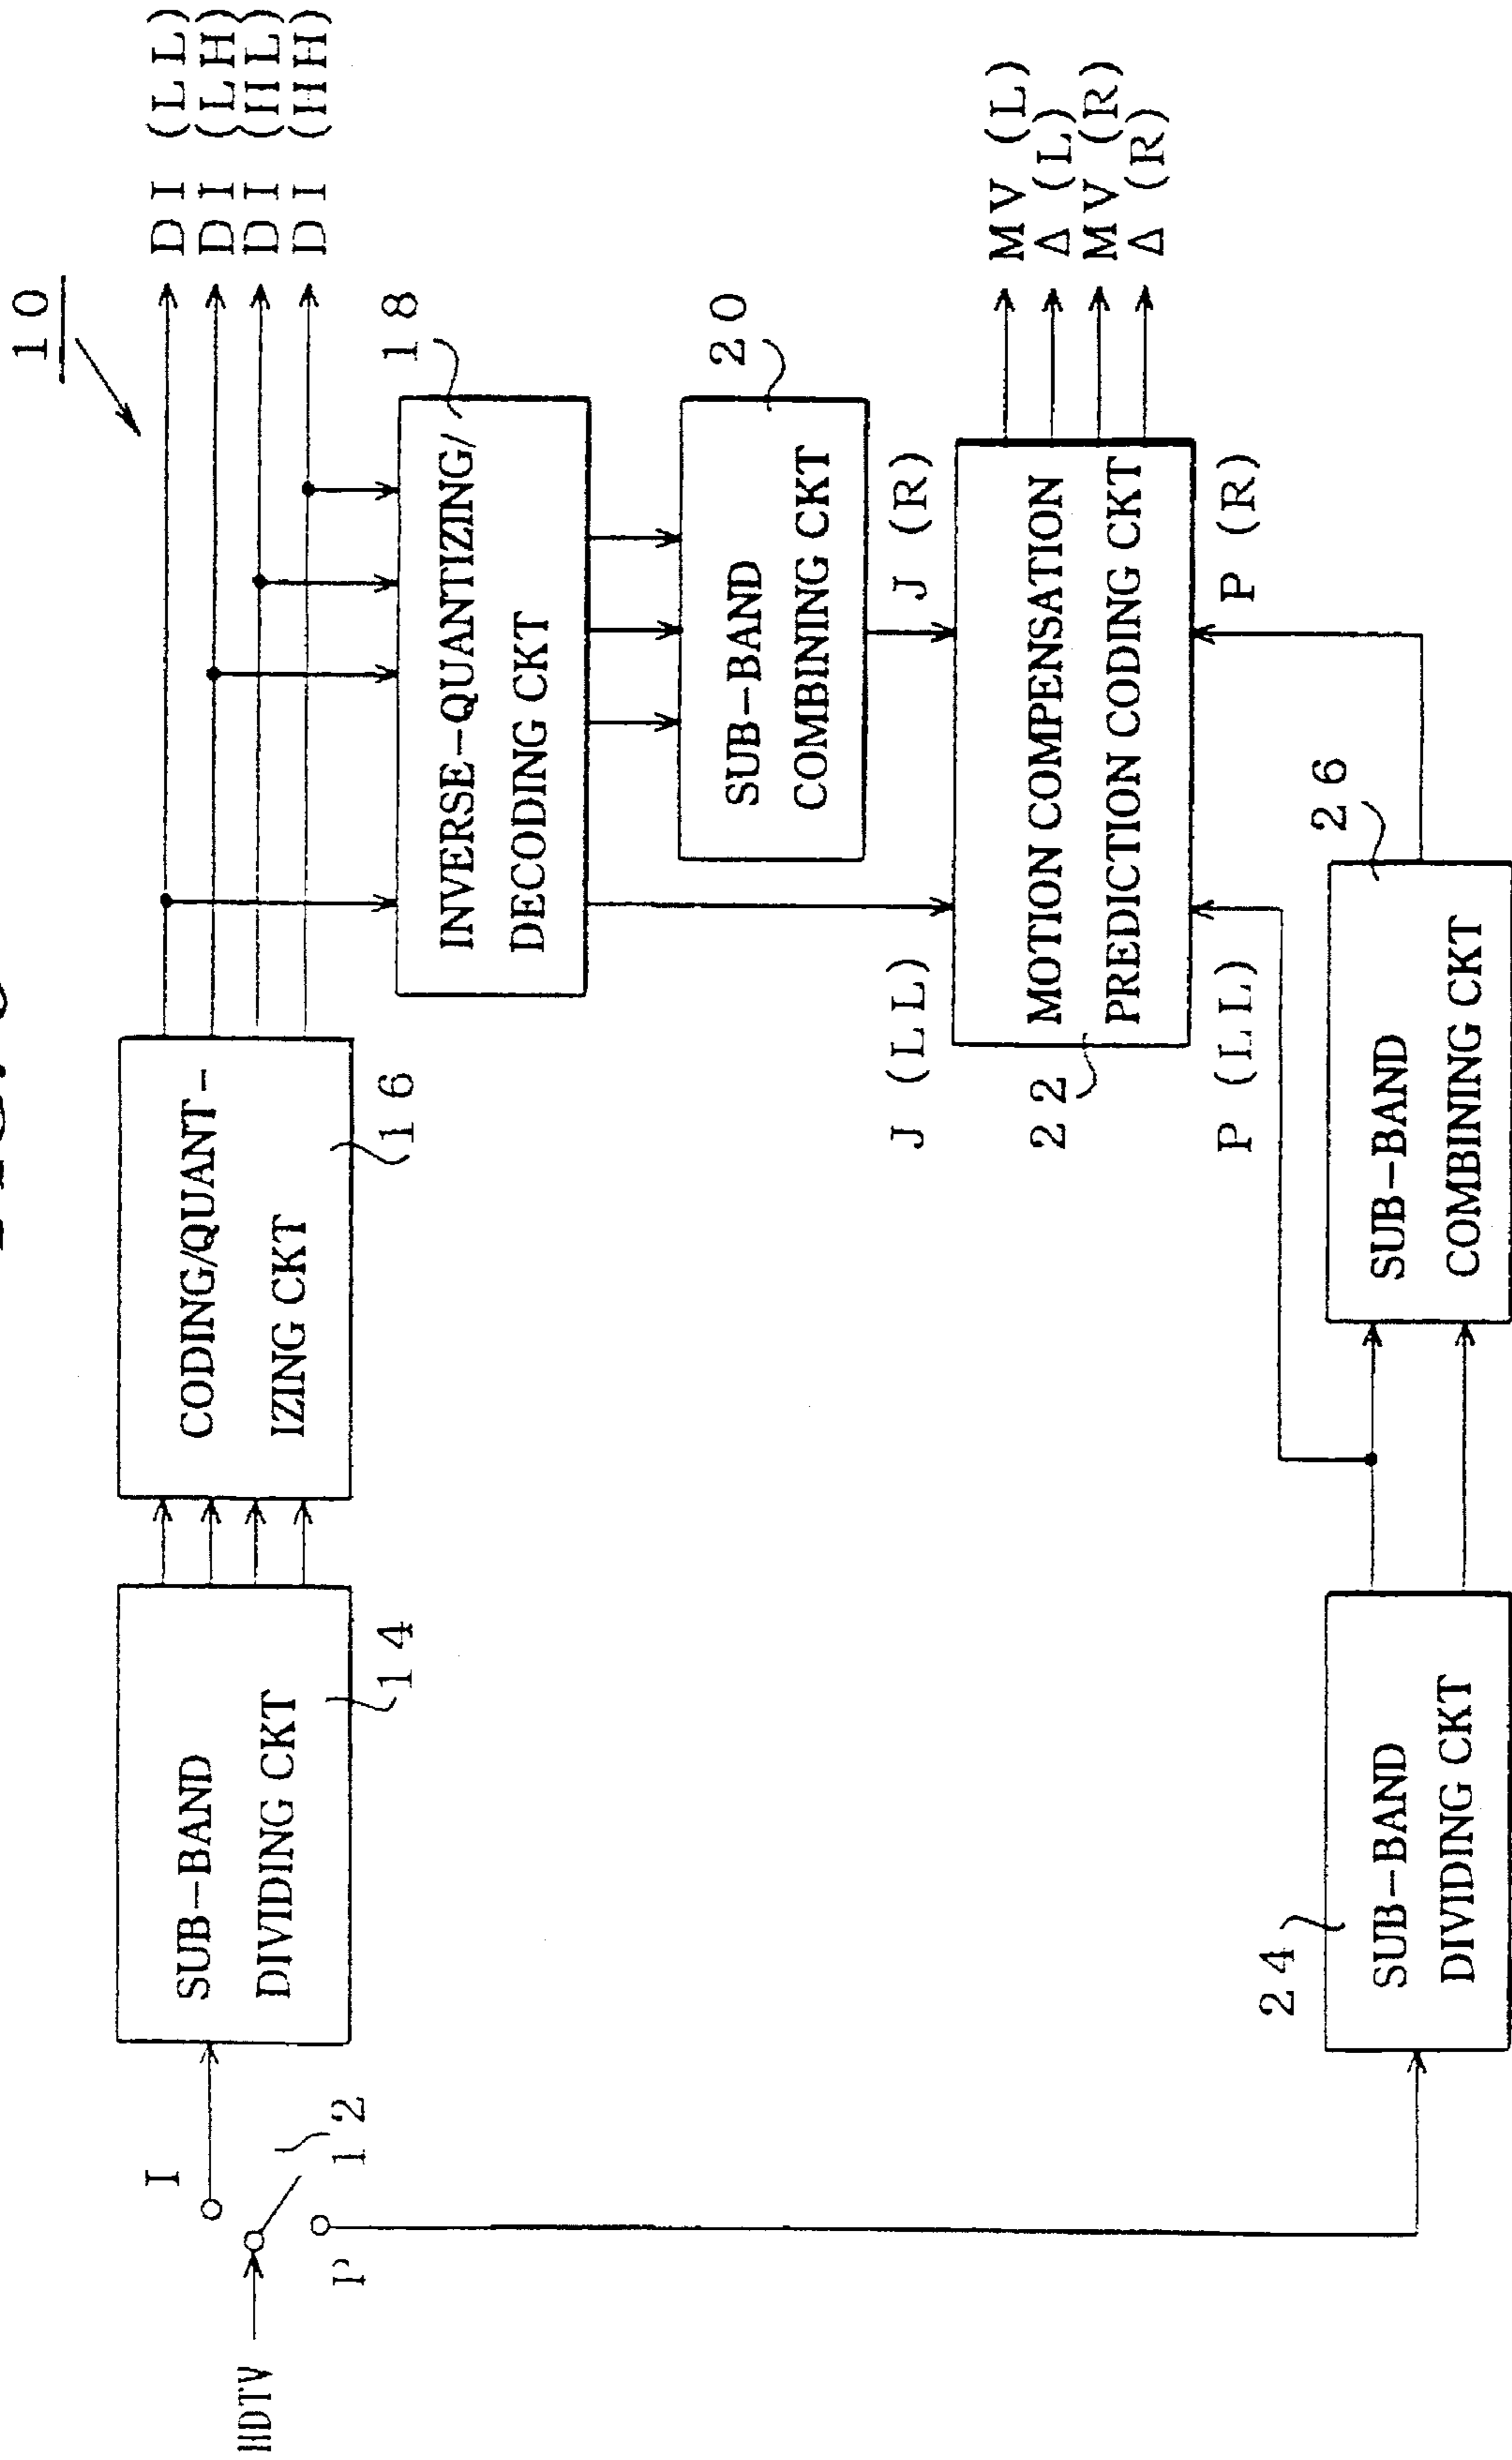 10
DI (LL)
DI (LH)
DI (HL)
DI (HH)
HDTV
I
P
12
SUB-BAND
DIVIDING CKT
14
CODING/QUANT-
IZING CKT
16
INVERSE-QUANTIZING/
DECODING CKT
18
SUB-BAND
COMBINING CKT
20
J (LL)
J (R)
MOTION COMPENSATION
PREDICTION CODING CKT
22
MV (L)
Δ (L)
MV (R)
Δ (R)
P (LL)
P (R)
SUB-BAND
DIVIDING CKT
24
SUB-BAND
COMBINING CKT
26